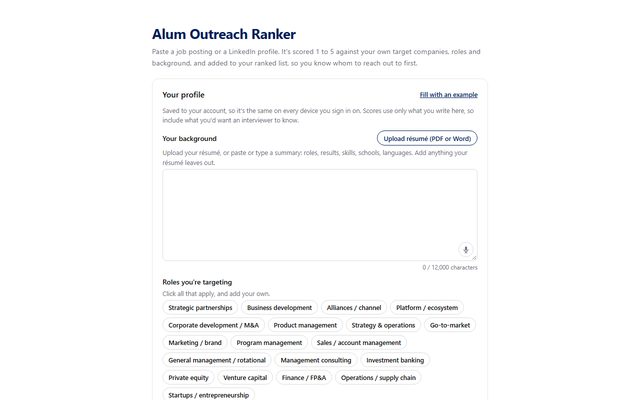 Alum Outreach Ranker
Paste a job posting or a LinkedIn profile. It's scored 1 to 5 against your own target companies, roles and
background, and added to your ranked list, so you know whom to reach out to first.
Your profile
Fill with an example
Saved to your account, so it's the same on every device you sign in on. Scores use only what you write here, so
include what you'd want an interviewer to know.
Your background
Upload résumé (PDF or Word)
Upload your résumé, or paste or type a summary: roles, results, skills, schools, languages. Add anything your
résumé leaves out.
0 / 12,000 characters
Roles you're targeting
Click all that apply, and add your own.
Strategic partnerships
Business development
Alliances / channel
Platform / ecosystem
Corporate development / M&A
Product management
Strategy & operations
Go-to-market
Marketing / brand
Program management
Sales / account management
General management / rotational
Management consulting
Investment banking
Private equity
Venture capital
Finance / FP&A
Operations / supply chain
Startups / entrepreneurship